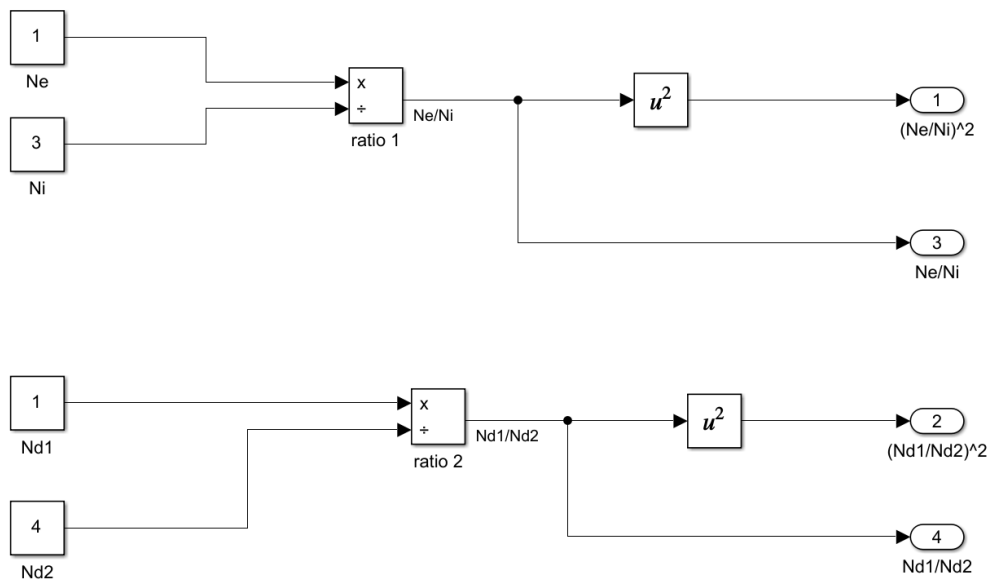 1
Ne
3
Ni
x
÷
ratio 1
Ne/Ni
u²
1
(Ne/Ni)^2
3
Ne/Ni
1
Nd1
4
Nd2
x
÷
ratio 2
Nd1/Nd2
u²
2
(Nd1/Nd2)^2
4
Nd1/Nd2